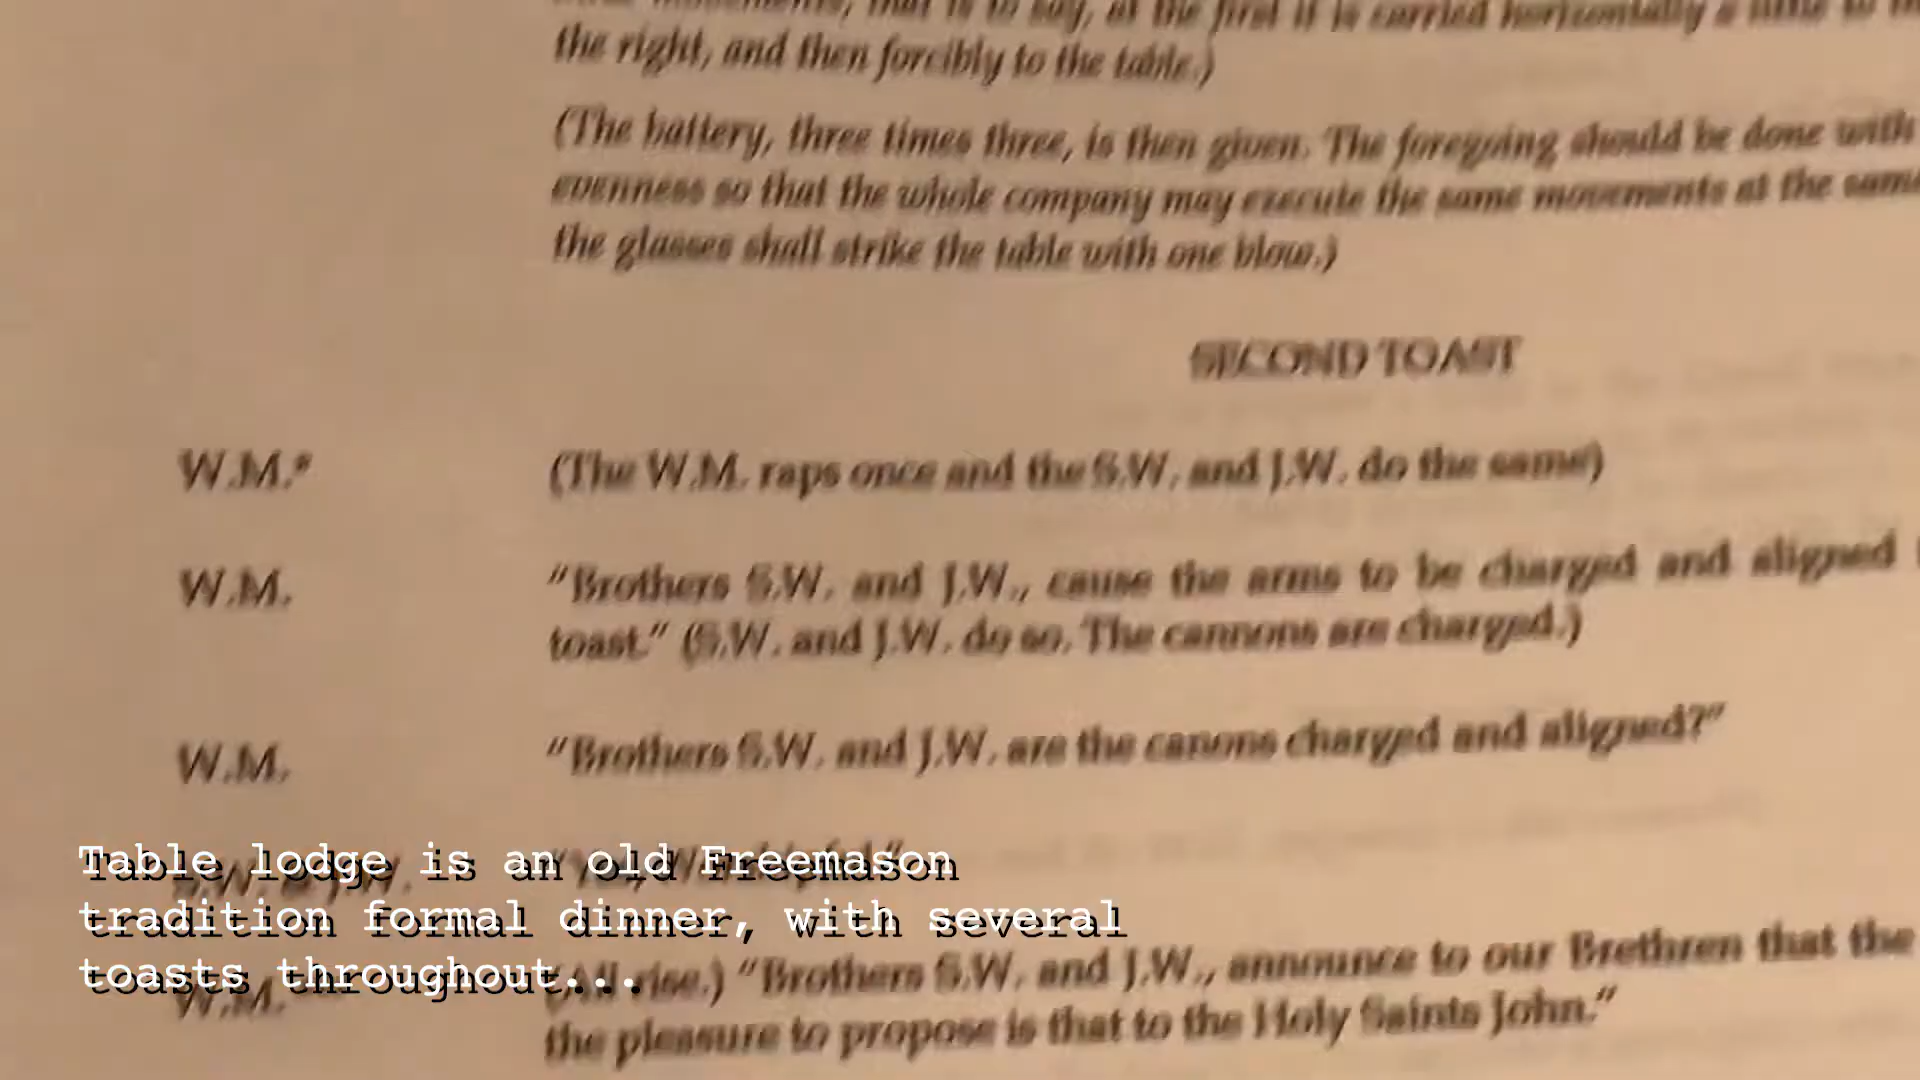 the right, and then forcibly to the table.)
(The battery, three times three, is then given. The foregoing should be done with
evenness so that the whole company may execute the same movements at the same
the glasses shall strike the table with one blow.)
SECOND TOAST
W.M.* (The W.M. raps once and the S.W. and J.W. do the same)
W.M. "Brothers S.W. and J.W., cause the arms to be charged and aligned
toast." (S.W. and J.W. do so. The cannons are charged.)
W.M. "Brothers S.W. and J.W. are the canons charged and aligned?"
W.M. (All rise.) "Brothers S.W. and J.W., announce to our Brethren that the
the pleasure to propose is that to the Holy Saints John."
Table lodge is an old Freemason
tradition formal dinner, with several
toasts throughout...